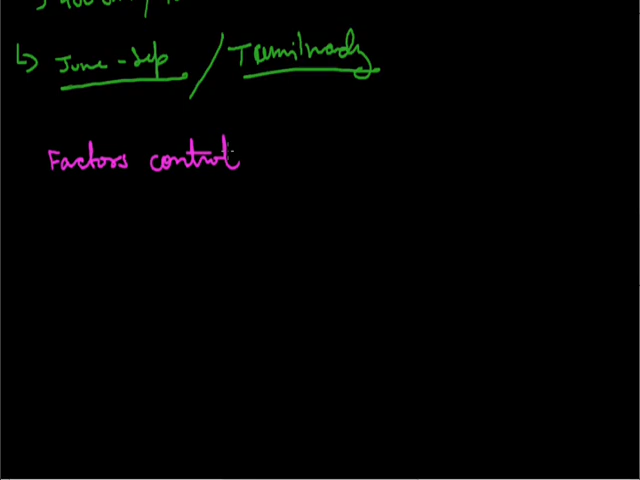 ↳ June - Sep / Tamilnadu
Factors control